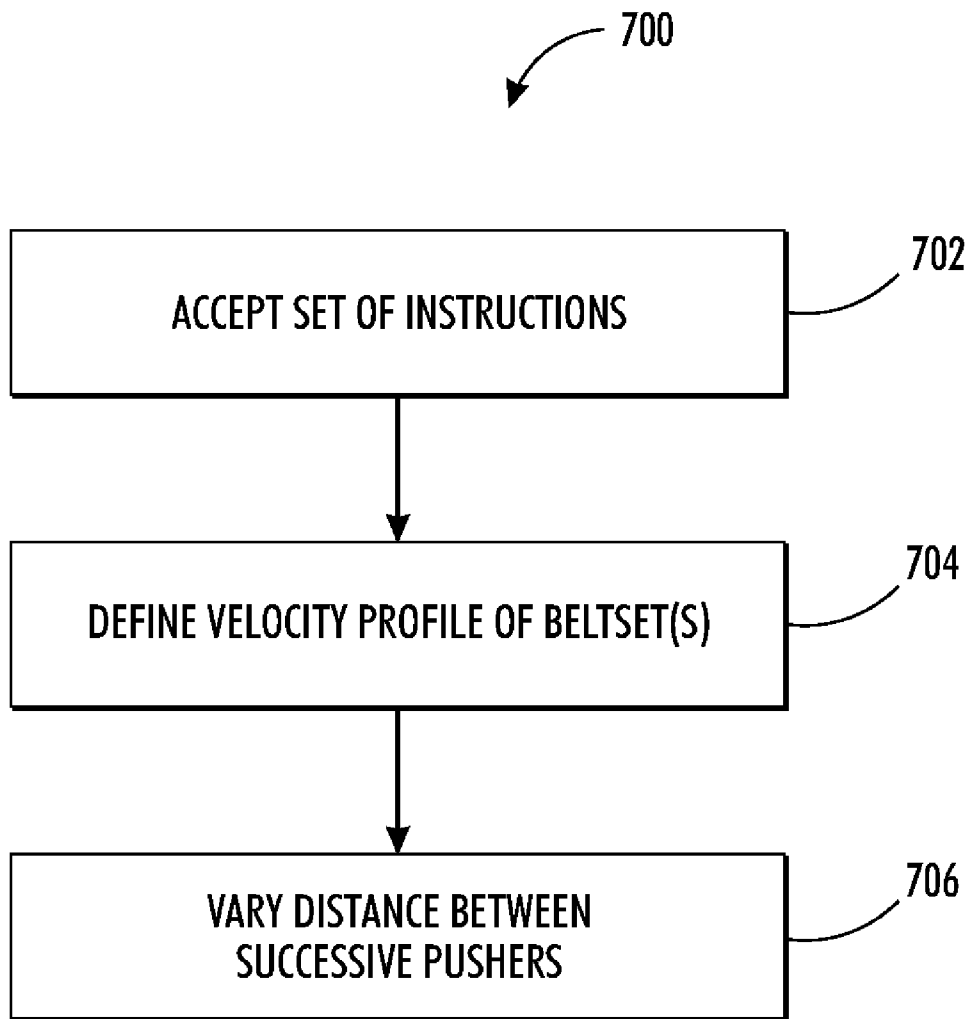 700
702
ACCEPT SET OF INSTRUCTIONS
704
DEFINE VELOCITY PROFILE OF BELTSET(S)
706
VARY DISTANCE BETWEEN
SUCCESSIVE PUSHERS